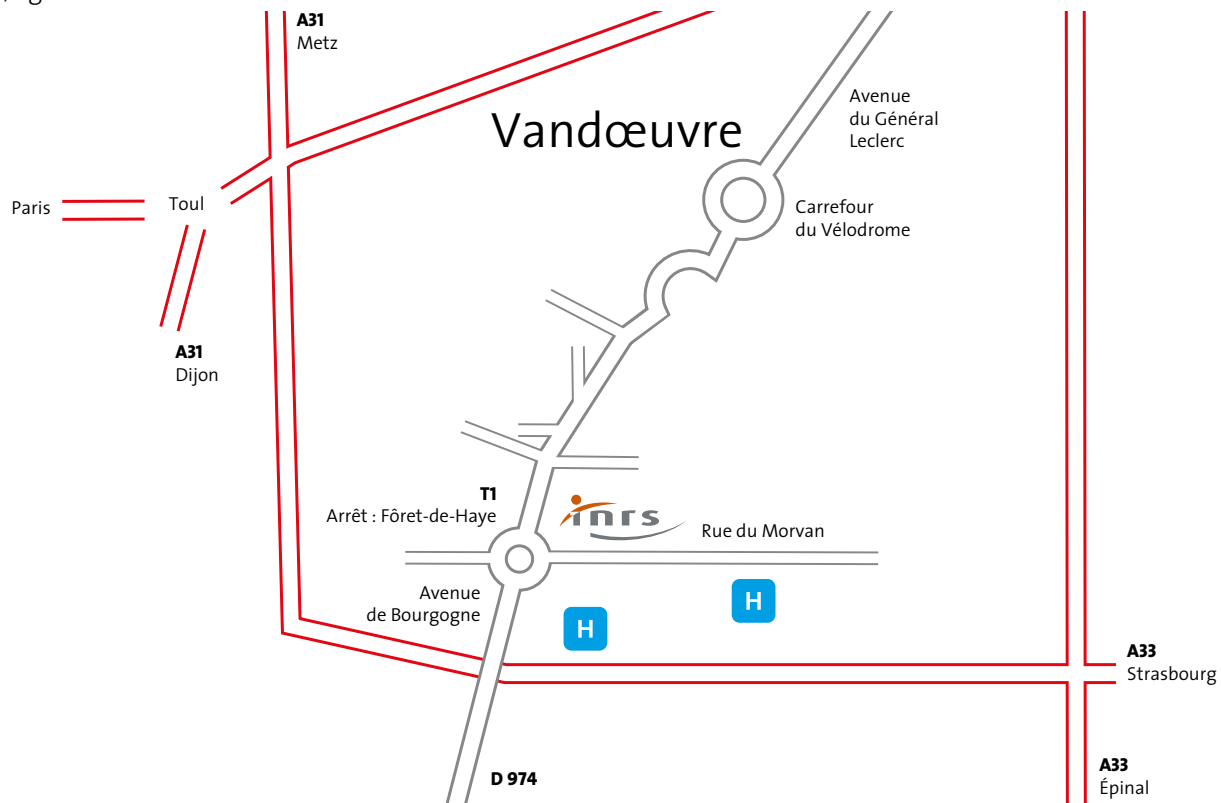 A31
Metz
Vandœuvre
Avenue
du Général
Leclerc
Paris
Toul
Carrefour
du Vélodrome
A31
Dijon
T1
Arrêt : Fôret-de-Haye
inrs
Rue du Morvan
Avenue
de Bourgogne
H
H
A33
Strasbourg
D 974
A33
Épinal